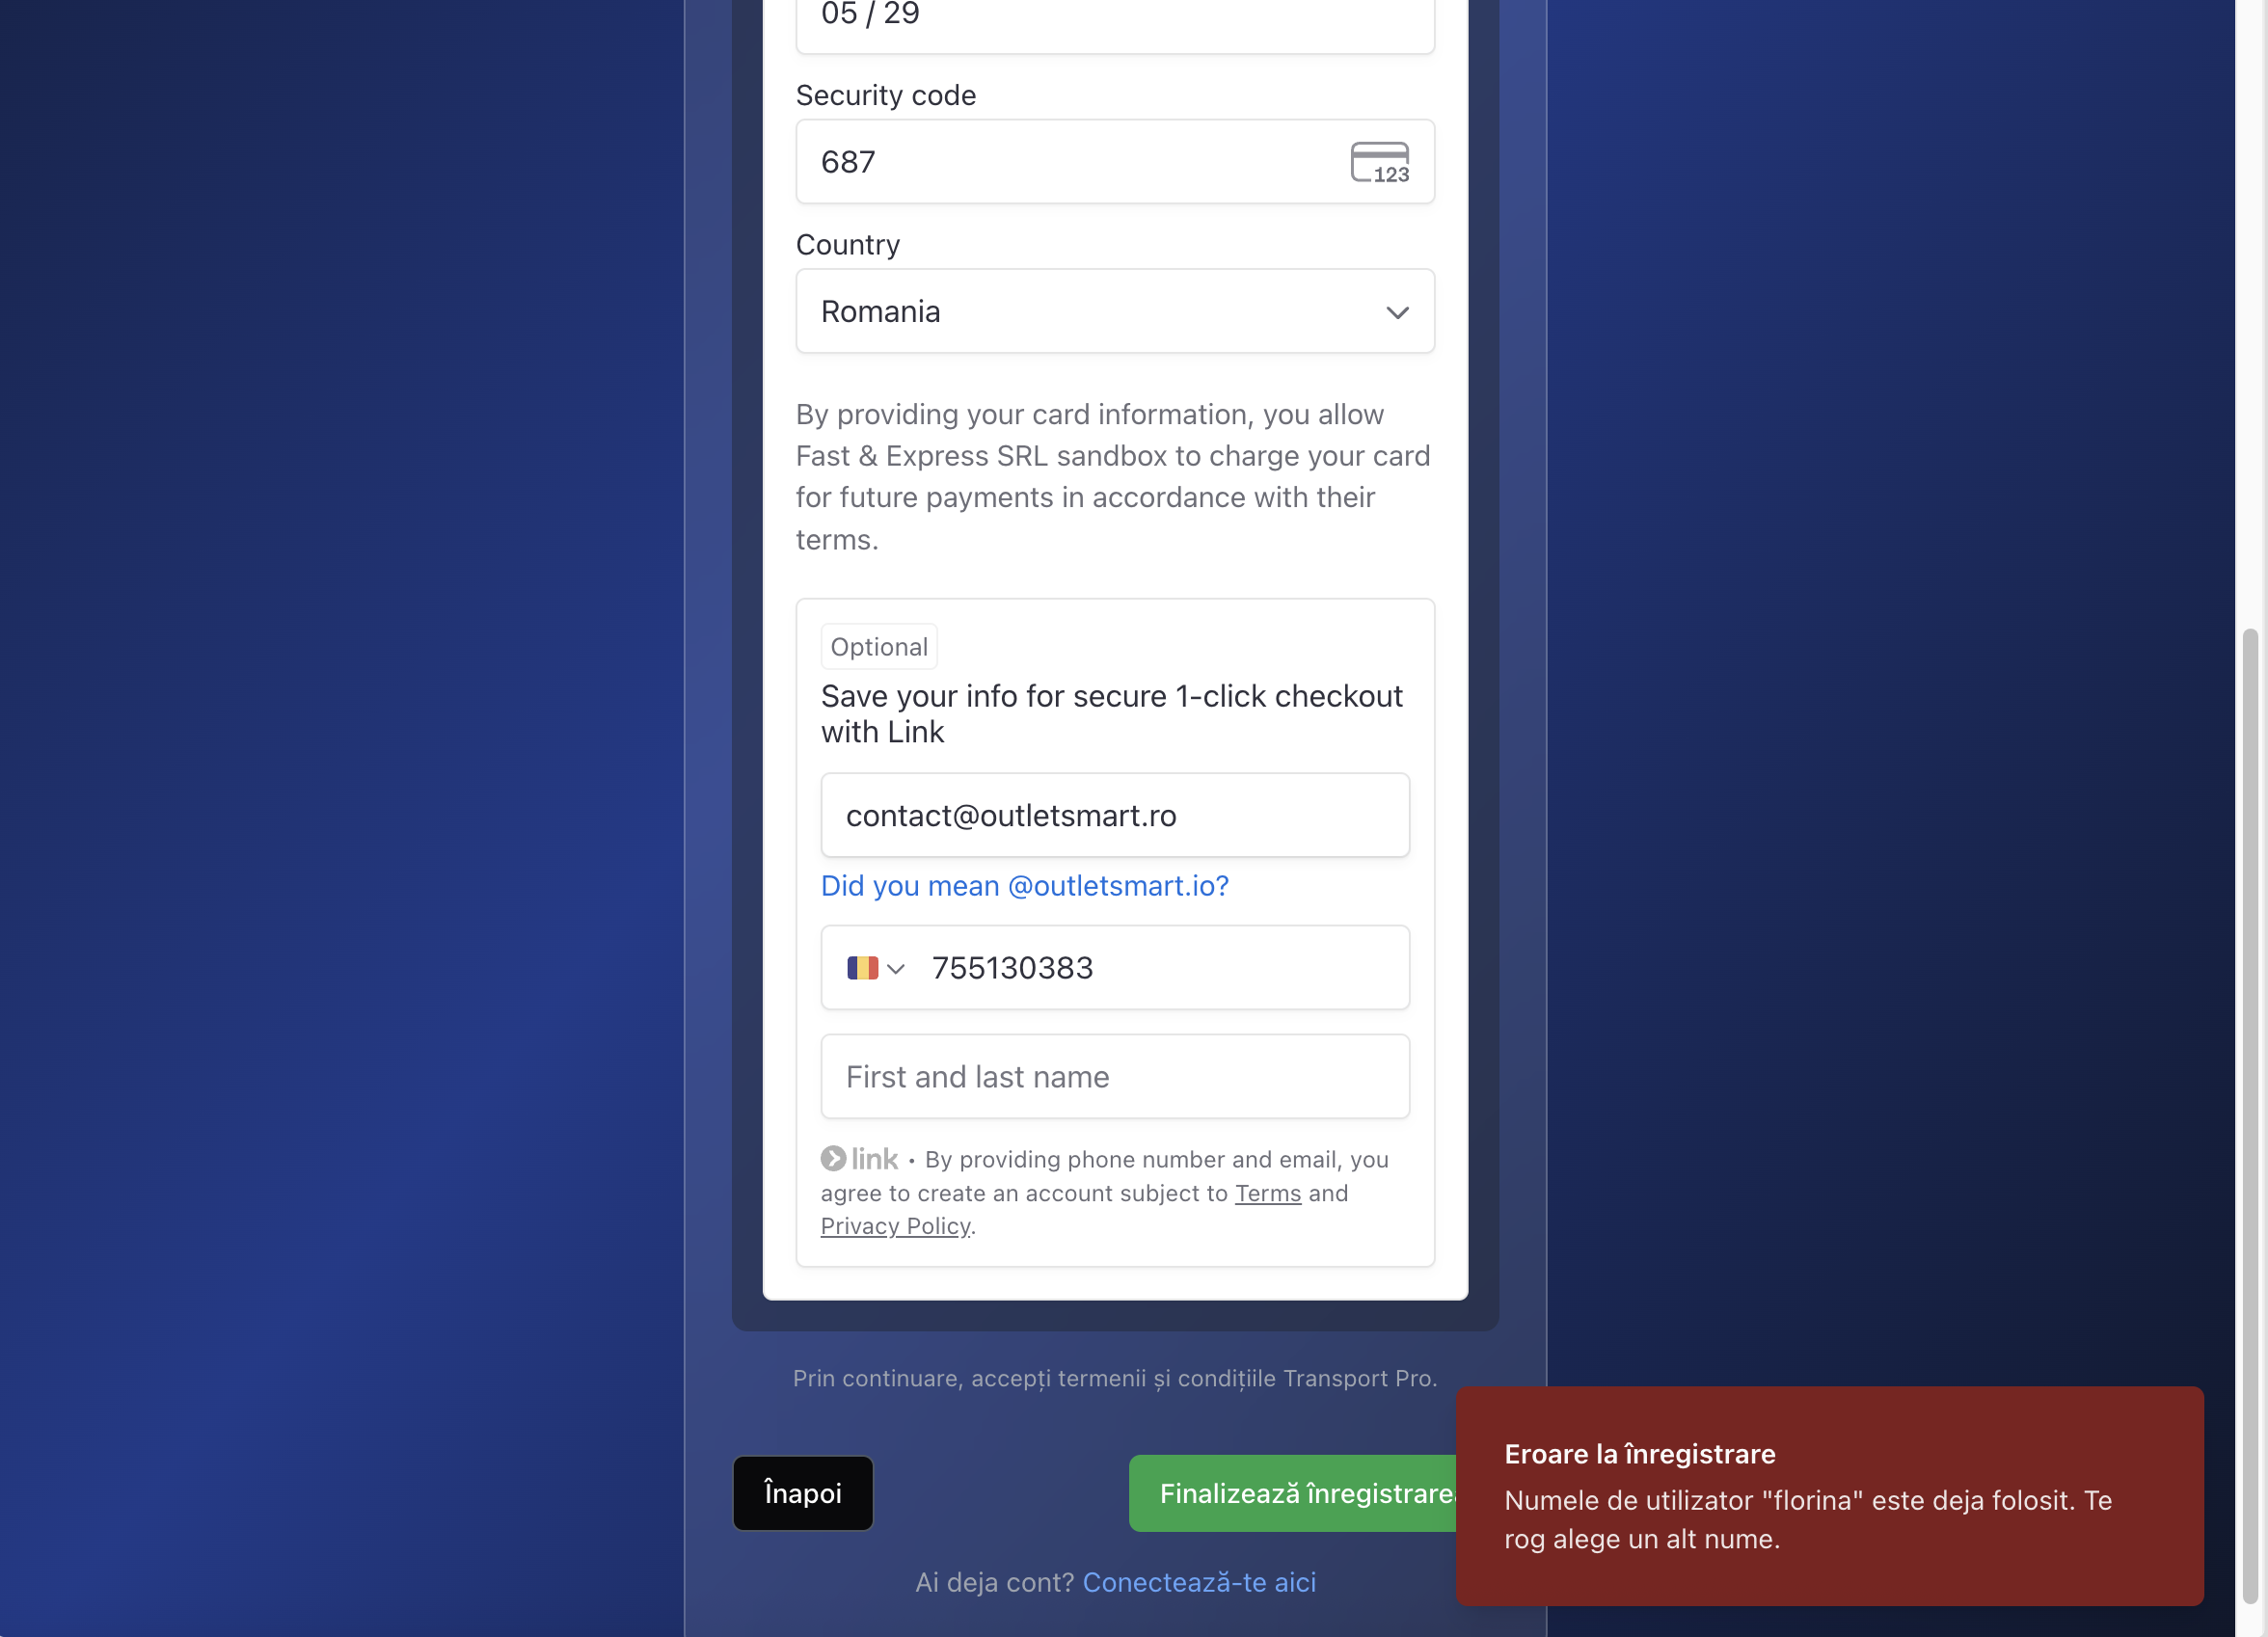 05 / 29
Security code
687
123
Country
Romania
By providing your card information, you allow
Fast & Express SRL sandbox to charge your card
for future payments in accordance with their
terms.
Optional
Save your info for secure 1-click checkout
with Link
contact@outletsmart.ro
Did you mean @outletsmart.io?
755130383
First and last name
link • By providing phone number and email, you
agree to create an account subject to Terms and
Privacy Policy.
Prin continuare, accepți termenii și condițiile Transport Pro.
Înapoi
Finalizează înregistrarea
Eroare la înregistrare
Numele de utilizator "florina" este deja folosit. Te
rog alege un alt nume.
Ai deja cont? Conectează-te aici